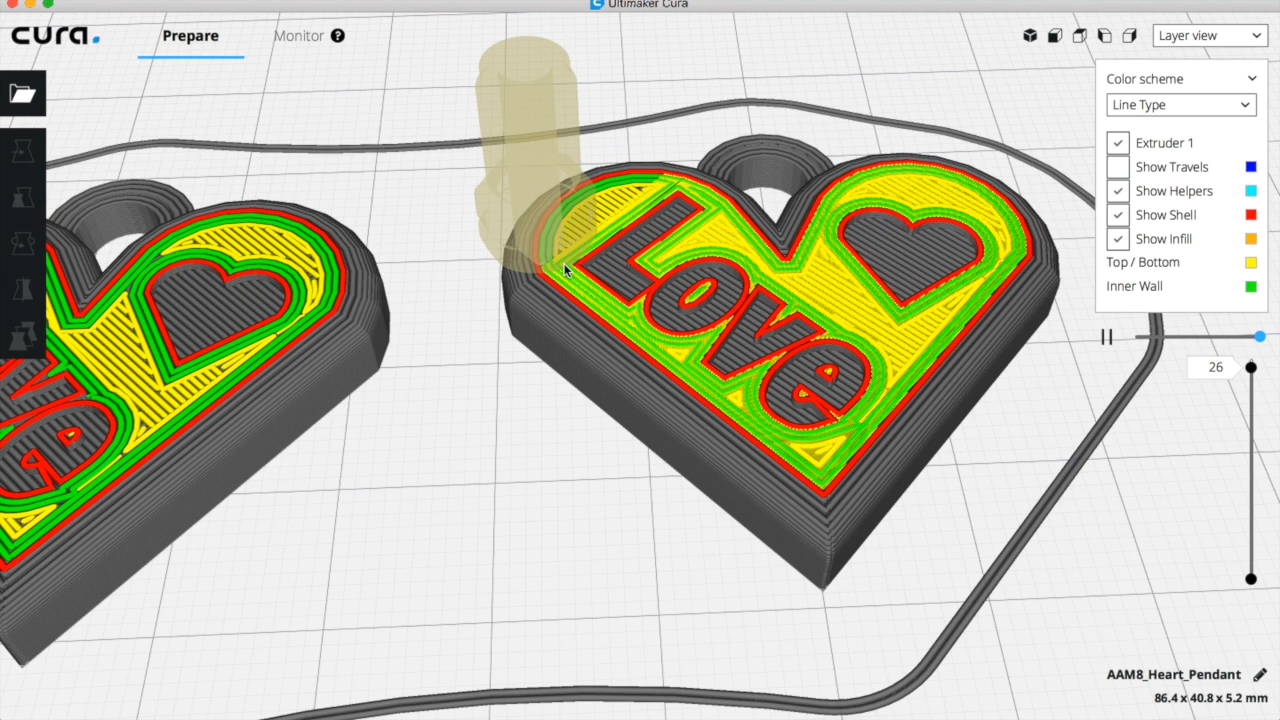 Ultimaker Cura
cura.
Prepare
Monitor
?
Layer view
Color scheme
Line Type
Extruder 1
Show Travels
Show Helpers
Show Shell
Show Infill
Top / Bottom
Inner Wall
26
Love
AAM8_Heart_Pendant
86.4 x 40.8 x 5.2 mm